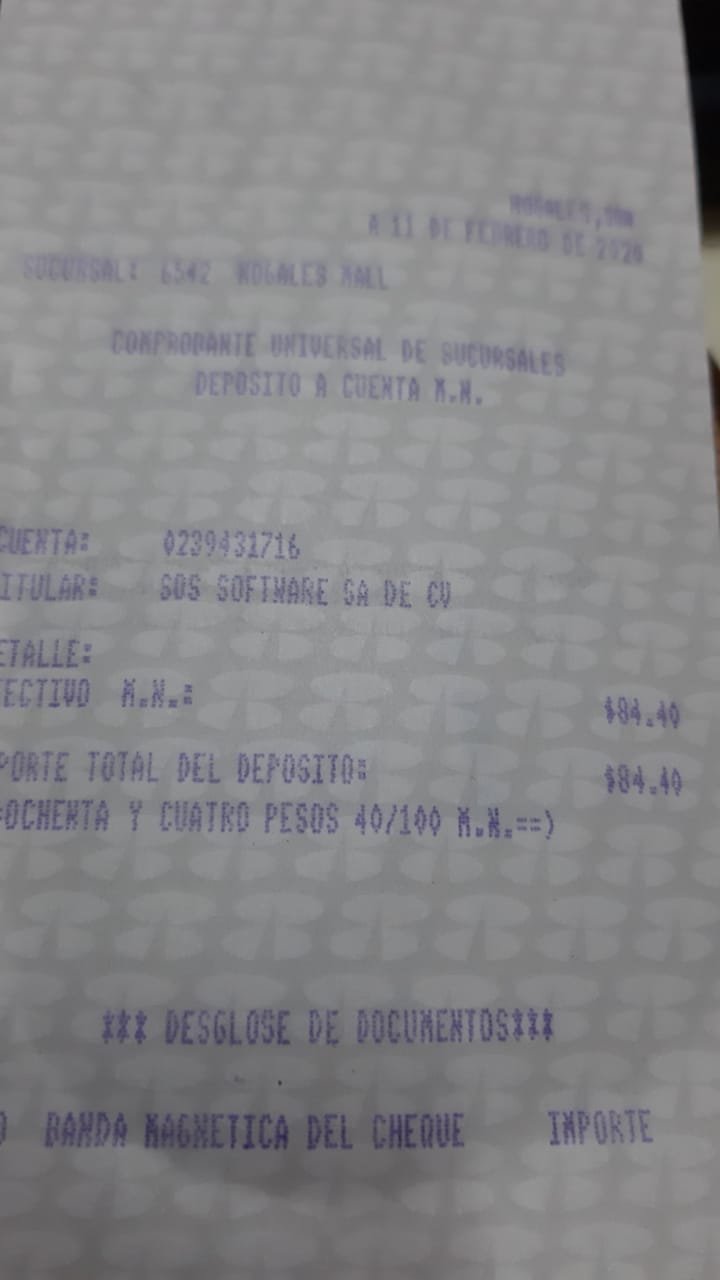 NOGALES,SON
A 11 DE FEBRERO DE 2020
SUCURSAL: 6542 NOGALES MALL
COMPROBANTE UNIVERSAL DE SUCURSALES
DEPOSITO A CUENTA M.N.
CUENTA: 0239431716
ITULAR: SOS SOFTWARE SA DE CV
ETALLE:
FECTIVO M.N.: $84.40
PORTE TOTAL DEL DEPOSITO: $84.40
=OCHENTA Y CUATRO PESOS 40/100 M.N.==)
*** DESGLOSE DE DOCUMENTOS***
O BANDA MAGNETICA DEL CHEQUE IMPORTE